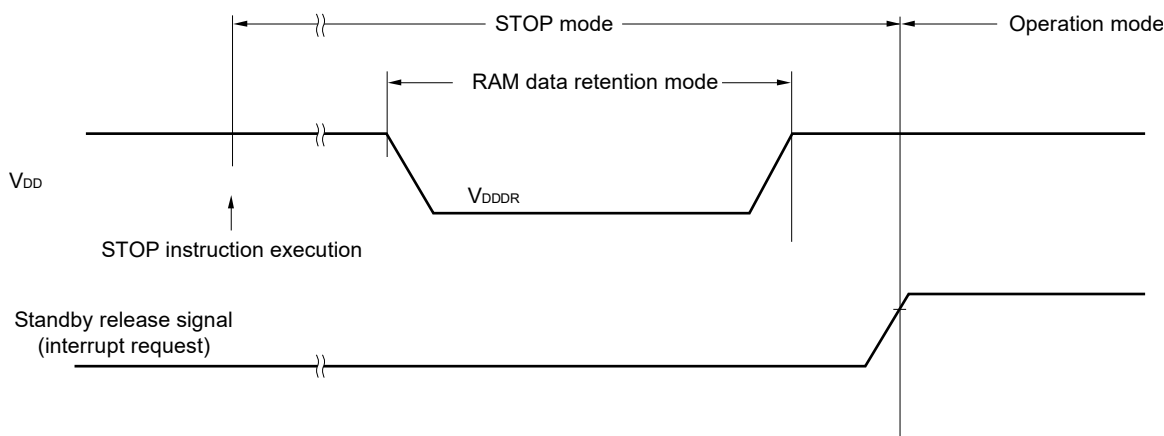 STOP mode
Operation mode
RAM data retention mode
VDD
VDDDR
STOP instruction execution
Standby release signal
(interrupt request)